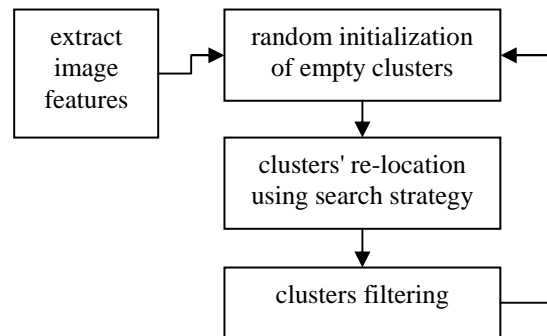 extract
image
features
random initialization
of empty clusters
clusters' re-location
using search strategy
clusters filtering